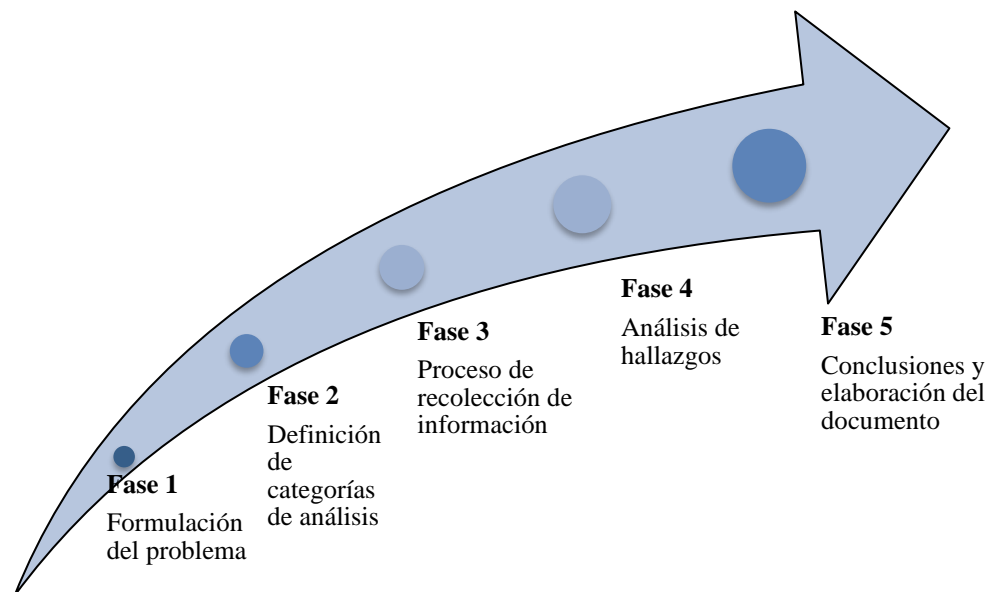 Fase 1
Formulación
del problema
Fase 2
Definición
de
categorías
de análisis
Fase 3
Proceso de
recolección de
información
Fase 4
Análisis de
hallazgos
Fase 5
Conclusiones y
elaboración del
documento